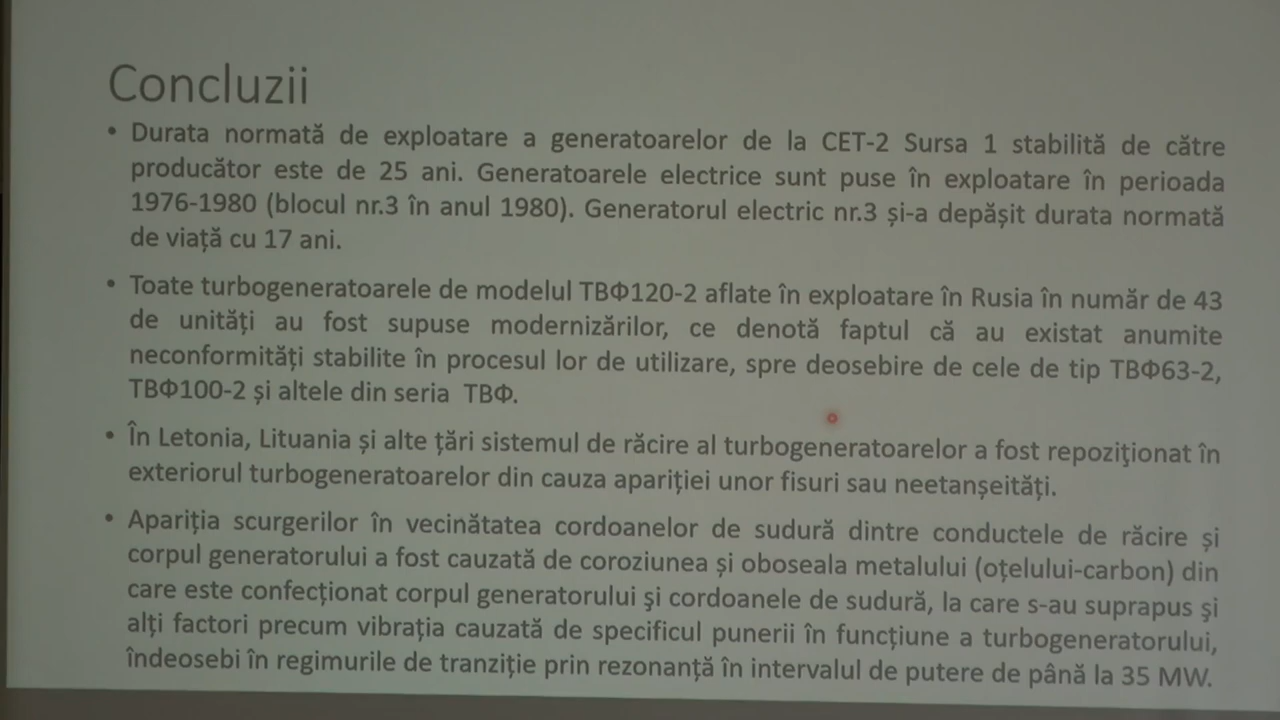 Concluzii
• Durata normată de exploatare a generatoarelor de la CET-2 Sursa 1 stabilită de către
producător este de 25 ani. Generatoarele electrice sunt puse în exploatare în perioada
1976-1980 (blocul nr.3 în anul 1980). Generatorul electric nr.3 și-a depășit durata normată
de viață cu 17 ani.
• Toate turbogeneratoarele de modelul ТВФ120-2 aflate în exploatare în Rusia în număr de 43
de unități au fost supuse modernizărilor, ce denotă faptul că au existat anumite
neconformități stabilite în procesul lor de utilizare, spre deosebire de cele de tip ТВФ63-2,
ТВФ100-2 și altele din seria ТВФ.
• În Letonia, Lituania și alte țări sistemul de răcire al turbogeneratoarelor a fost repoziţionat în
exteriorul turbogeneratoarelor din cauza apariției unor fisuri sau neetanșeități.
• Apariția scurgerilor în vecinătatea cordoanelor de sudură dintre conductele de răcire și
corpul generatorului a fost cauzată de coroziunea și oboseala metalului (oțelului-carbon) din
care este confecționat corpul generatorului şi cordoanele de sudură, la care s-au suprapus şi
alți factori precum vibrația cauzată de specificul punerii în funcțiune a turbogeneratorului,
îndeosebi în regimurile de tranziție prin rezonanță în intervalul de putere de până la 35 MW.